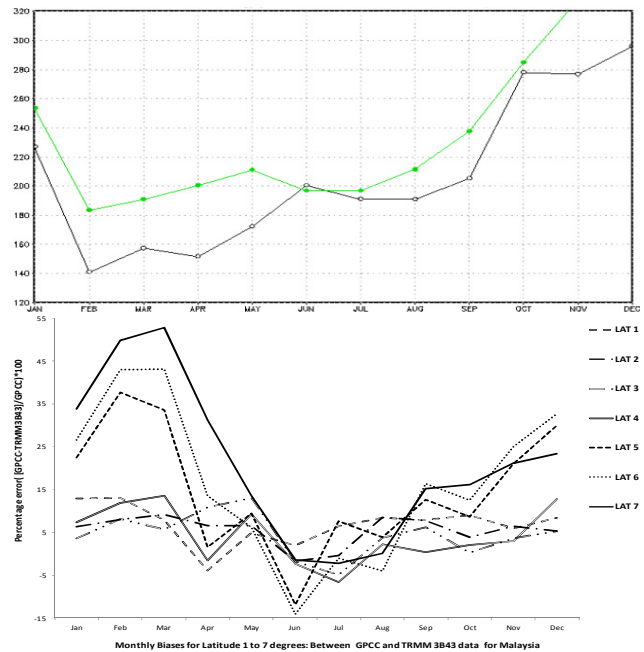 320
300
280
260
240
220
200
180
160
140
120
JAN FEB MAR APR MAY JUN JUL AUG SEP OCT NOV DEC
55
45
35
25
15
5
-5
-15
Percentage error( [GPCC-TRMM3B43]/GPCC)*100
LAT 1
LAT 2
LAT 3
LAT 4
LAT 5
LAT 6
LAT 7
Jan Feb Mar Apr May Jun Jul Aug Sep Oct Nov Dec
Monthly Biases for Latitude 1 to 7 degrees: Between GPCC and TRMM 3B43 data for Malaysia